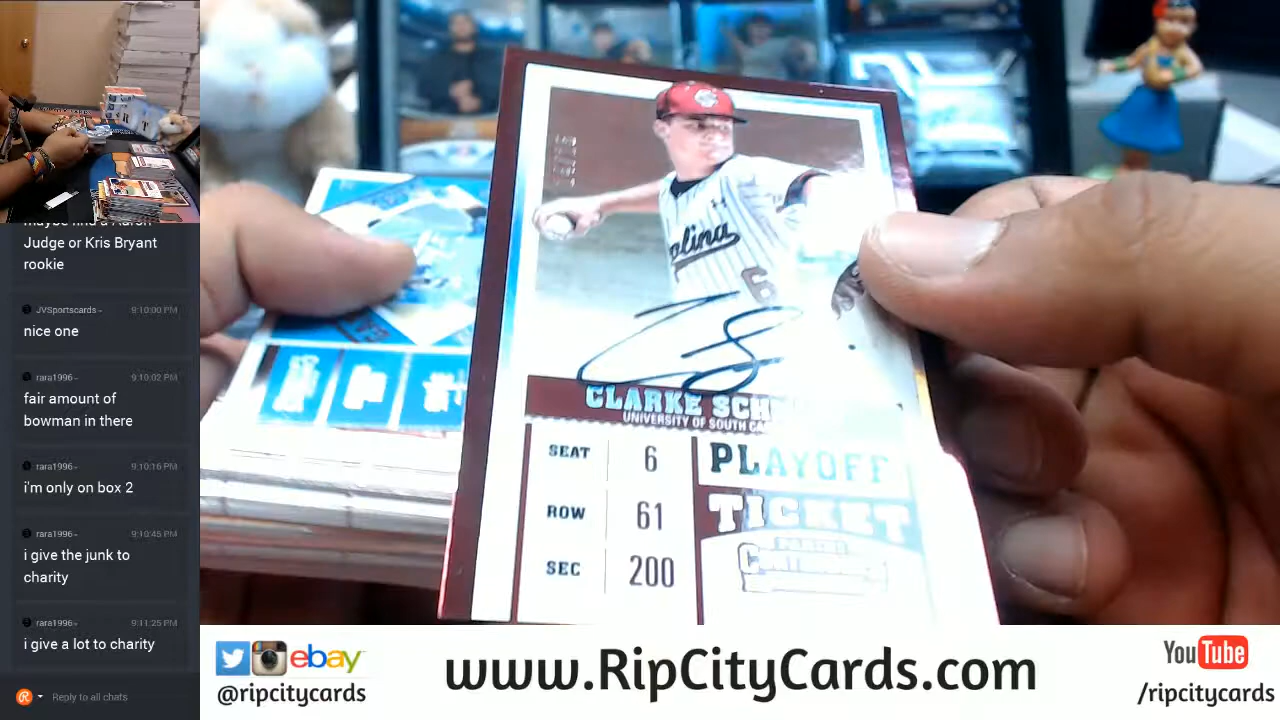 Judge or Kris Bryant
rookie
JVSportscards-
9:10:00 PM
nice one
rara1996-
9:10:02 PM
fair amount of
bowman in there
rara1996-
9:10:16 PM
i'm only on box 2
rara1996-
9:10:45 PM
i give the junk to
charity
rara1996-
9:11:25 PM
i give a lot to charity
Reply to all chats
olina
6
CLARKE SCH
UNIVERSITY OF SOUTH CA
SEAT 6
ROW 61
SEC 200
PLAYOFF
TICKET
ebay
@ripcitycards
www.RipCityCards.com
YouTube
/ripcitycards